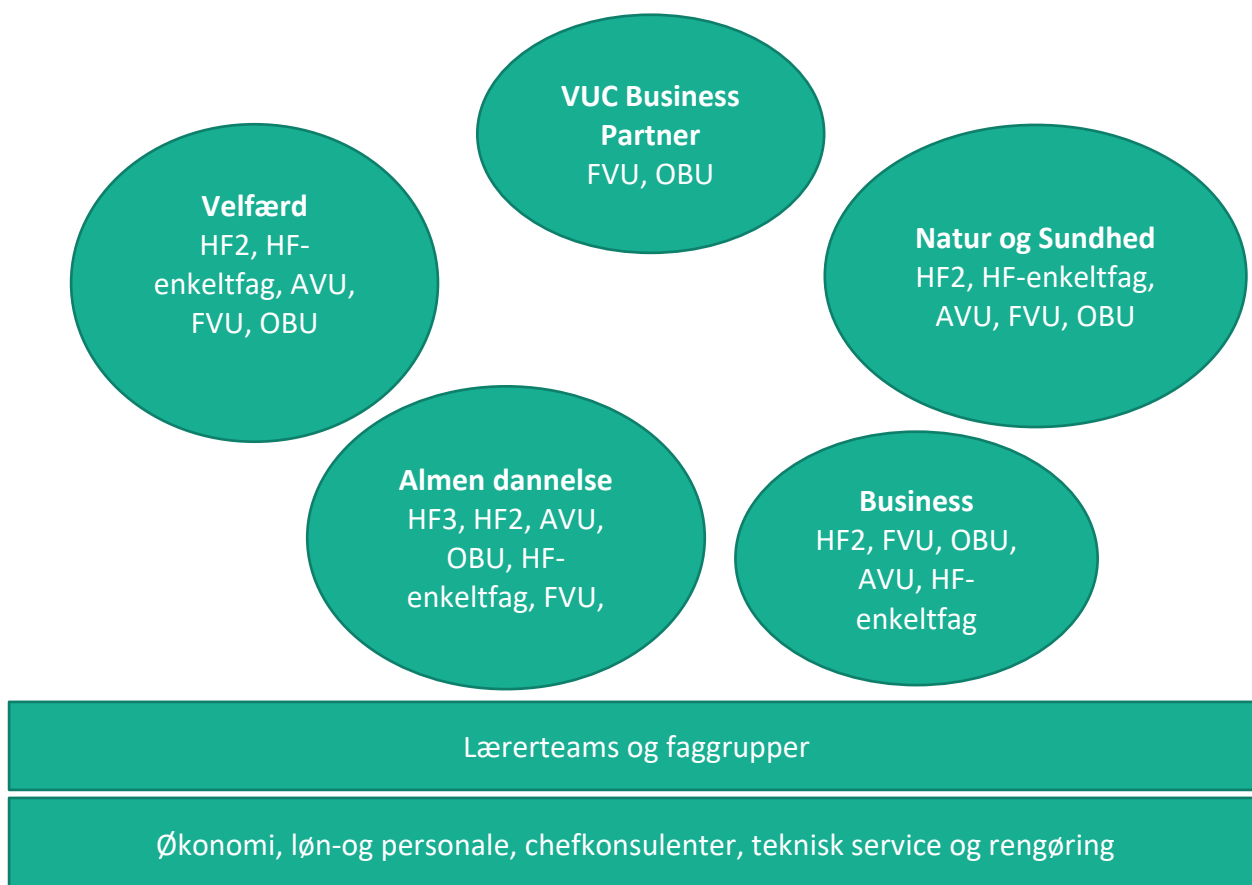 VUC Business
Partner
FVU, OBU
Velfærd
HF2, HF-
enkeltfag, AVU,
FVU, OBU
Natur og Sundhed
HF2, HF-enkeltfag,
AVU, FVU, OBU
Almen dannelse
HF3, HF2, AVU,
OBU, HF-
enkeltfag, FVU,
Business
HF2, FVU, OBU,
AVU, HF-
enkeltfag
Lærerteams og faggrupper
Økonomi, løn-og personale, chefkonsulenter, teknisk service og rengøring